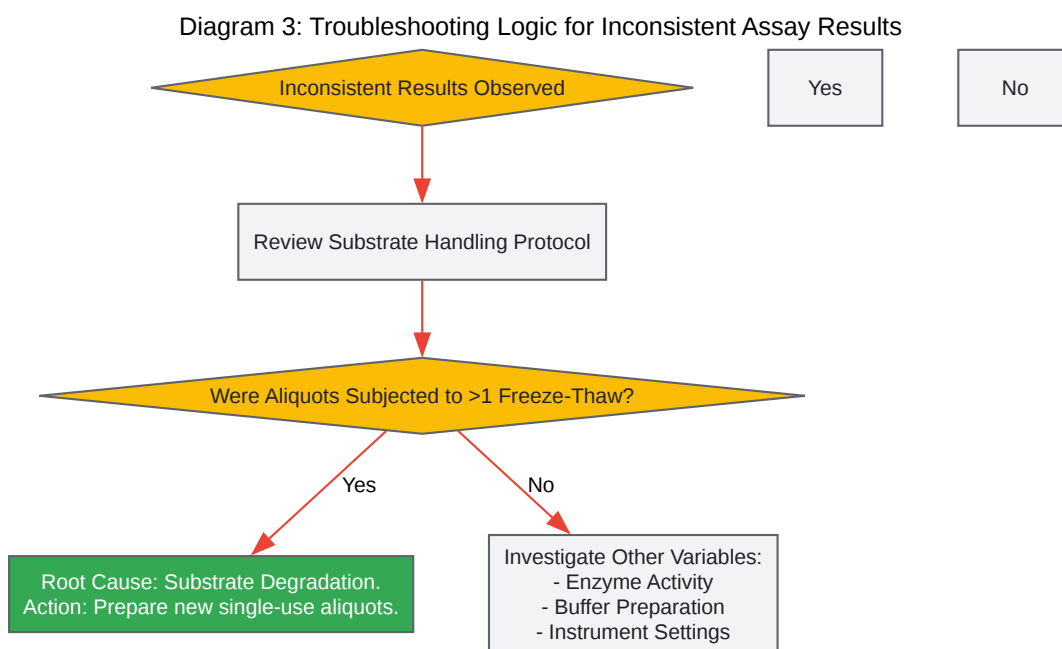 Diagram 3: Troubleshooting Logic for Inconsistent Assay Results
Inconsistent Results Observed
Yes
No
Review Substrate Handling Protocol
Were Aliquots Subjected to >1 Freeze-Thaw?
Yes
No
Root Cause: Substrate Degradation.
Action: Prepare new single-use aliquots.
Investigate Other Variables:
- Enzyme Activity
- Buffer Preparation
- Instrument Settings